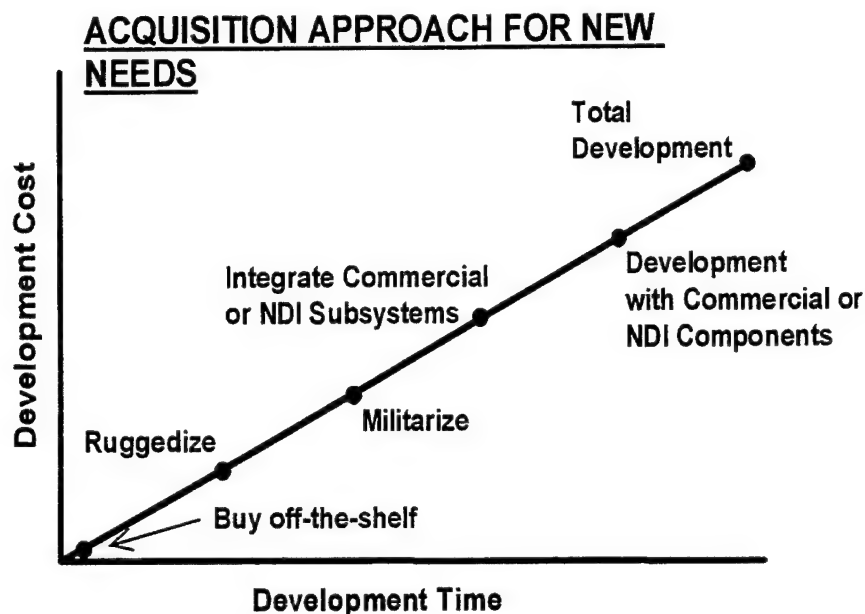 ACQUISITION APPROACH FOR NEW
NEEDS
Total
Development
Integrate Commercial
or NDI Subsystems
Development
with Commercial or
NDI Components
Militarize
Ruggedize
Buy off-the-shelf
Development Cost
Development Time